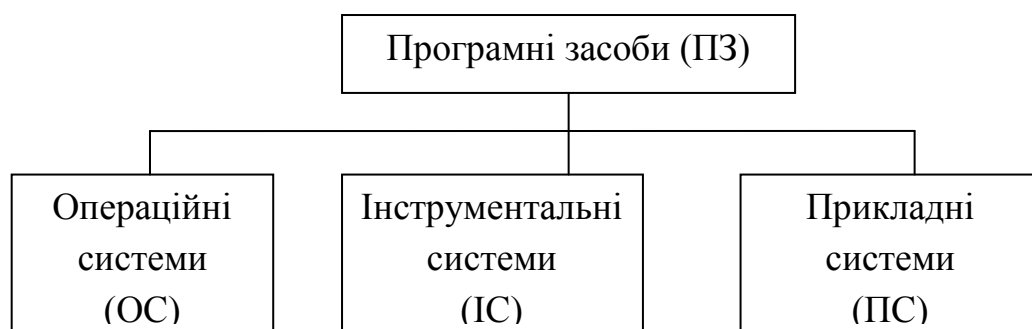 Програмні засоби (ПЗ)
Операційні
системи
(ОС)
Інструментальні
системи
(ІС)
Прикладні
системи
(ПС)